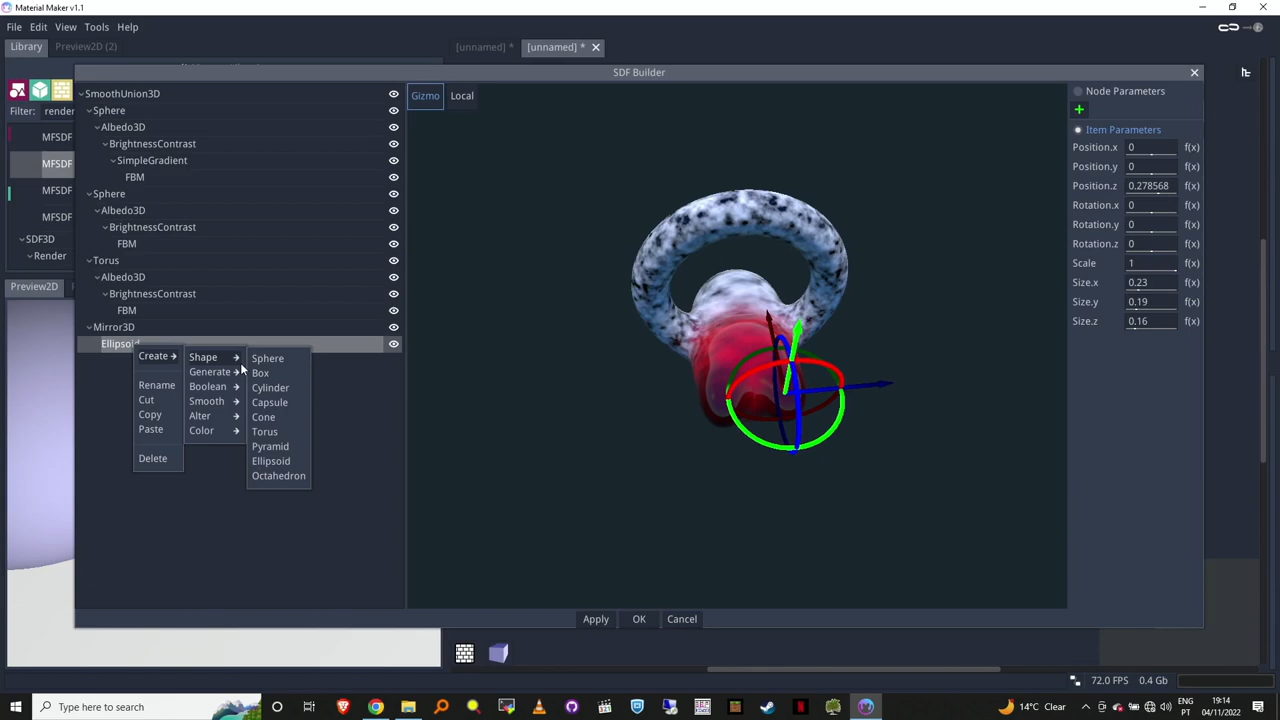 Material Maker v1.1
File Edit View Tools Help
Library Preview2D (2) [unnamed] * [unnamed] *
SDF Builder
Filter: render
MFSDF
MFSDF
MFSDF
MFSDF
SDF3D
Render
Preview2D
SmoothUnion3D
Sphere
Albedo3D
BrightnessContrast
SimpleGradient
FBM
Sphere
Albedo3D
BrightnessContrast
FBM
Torus
Albedo3D
BrightnessContrast
FBM
Mirror3D
Ellipsoid
Create
Rename
Cut
Copy
Paste
Delete
Shape
Generate
Boolean
Smooth
Alter
Color
Sphere
Box
Cylinder
Capsule
Cone
Torus
Pyramid
Ellipsoid
Octahedron
Gizmo Local
Node Parameters
Item Parameters
Position.x 0 f(x)
Position.y 0 f(x)
Position.z 0.278568 f(x)
Rotation.x 0 f(x)
Rotation.y 0 f(x)
Rotation.z 0 f(x)
Scale 1 f(x)
Size.x 0.23 f(x)
Size.y 0.19 f(x)
Size.z 0.16 f(x)
Apply OK Cancel
72.0 FPS 0.4 Gb
Type here to search
14°C Clear
ENG
PT
19:14
04/11/2022